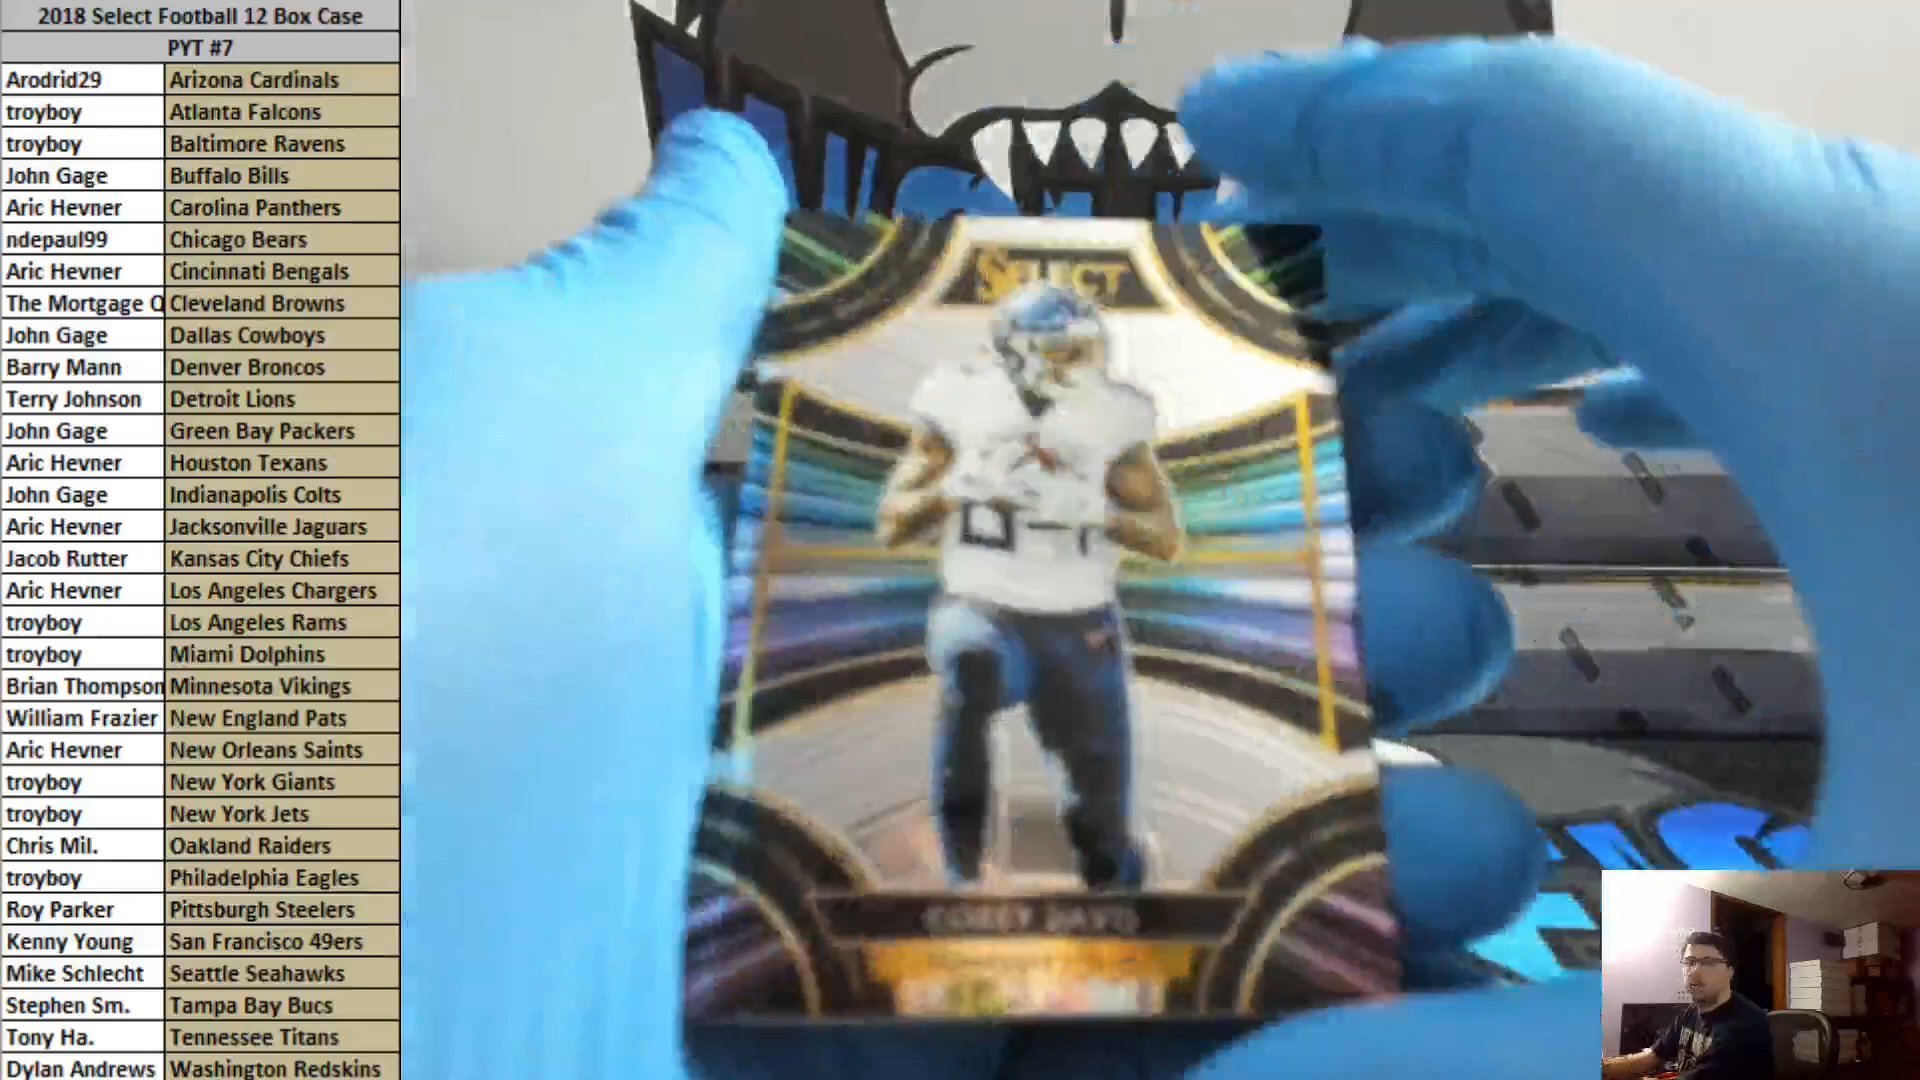 2018 Select Football 12 Box Case
PYT #7
Arodrid29 Arizona Cardinals
troyboy Atlanta Falcons
troyboy Baltimore Ravens
John Gage Buffalo Bills
Aric Hevner Carolina Panthers
ndepaul99 Chicago Bears
Aric Hevner Cincinnati Bengals
The Mortgage Q Cleveland Browns
John Gage Dallas Cowboys
Barry Mann Denver Broncos
Terry Johnson Detroit Lions
John Gage Green Bay Packers
Aric Hevner Houston Texans
John Gage Indianapolis Colts
Aric Hevner Jacksonville Jaguars
Jacob Rutter Kansas City Chiefs
Aric Hevner Los Angeles Chargers
troyboy Los Angeles Rams
troyboy Miami Dolphins
Brian Thompson Minnesota Vikings
William Frazier New England Pats
Aric Hevner New Orleans Saints
troyboy New York Giants
troyboy New York Jets
Chris Mil. Oakland Raiders
troyboy Philadelphia Eagles
Roy Parker Pittsburgh Steelers
Kenny Young San Francisco 49ers
Mike Schlecht Seattle Seahawks
Stephen Sm. Tampa Bay Bucs
Tony Ha. Tennessee Titans
Dylan Andrews Washington Redskins
SELECT
COREY DAVIS